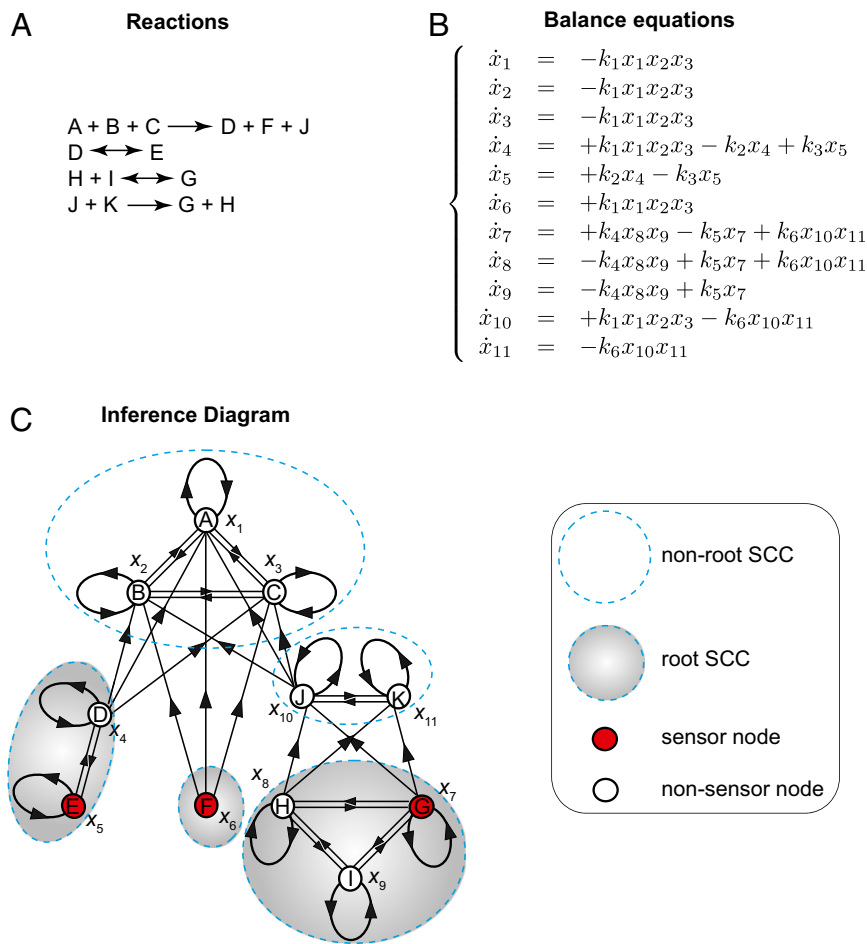 A Reactions
A + B + C ⟶ D + F + J
D ⟷ E
H + I ⟷ G
J + K ⟶ G + H
B Balance equations
ẋ₁ = −k₁x₁x₂x₃
ẋ₂ = −k₁x₁x₂x₃
ẋ₃ = −k₁x₁x₂x₃
ẋ₄ = +k₁x₁x₂x₃ − k₂x₄ + k₃x₅
ẋ₅ = +k₂x₄ − k₃x₅
ẋ₆ = +k₁x₁x₂x₃
ẋ₇ = +k₄x₈x₉ − k₅x₇ + k₆x₁₀x₁₁
ẋ₈ = −k₄x₈x₉ + k₅x₇ + k₆x₁₀x₁₁
ẋ₉ = −k₄x₈x₉ + k₅x₇
ẋ₁₀ = +k₁x₁x₂x₃ − k₆x₁₀x₁₁
ẋ₁₁ = −k₆x₁₀x₁₁
C Inference Diagram
A x₁
x₂ x₃
B C
J K
x₁₀ x₁₁
D
x₄
E x₅
F x₆
x₈ x₇
H G
I x₉
non-root SCC
root SCC
sensor node
non-sensor node